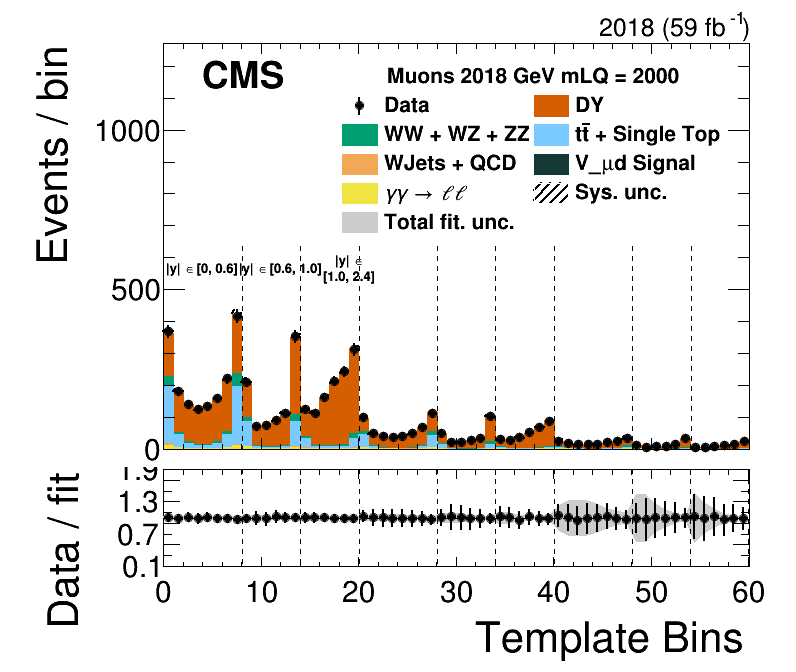 2018 (59 fb⁻¹)
CMS
Muons 2018 GeV mLQ = 2000
Data
DY
WW + WZ + ZZ
tt̄ + Single Top
WJets + QCD
V_μd Signal
γγ → ℓℓ
Sys. unc.
Total fit. unc.
Events / bin
1000
500
0
|y| ∈ [0, 0.6]
|y| ∈ [0.6, 1.0]
|y| ∈
[1.0, 2.4]
Data / fit
1.9
1.3
0.7
0.1
0 10 20 30 40 50 60
Template Bins